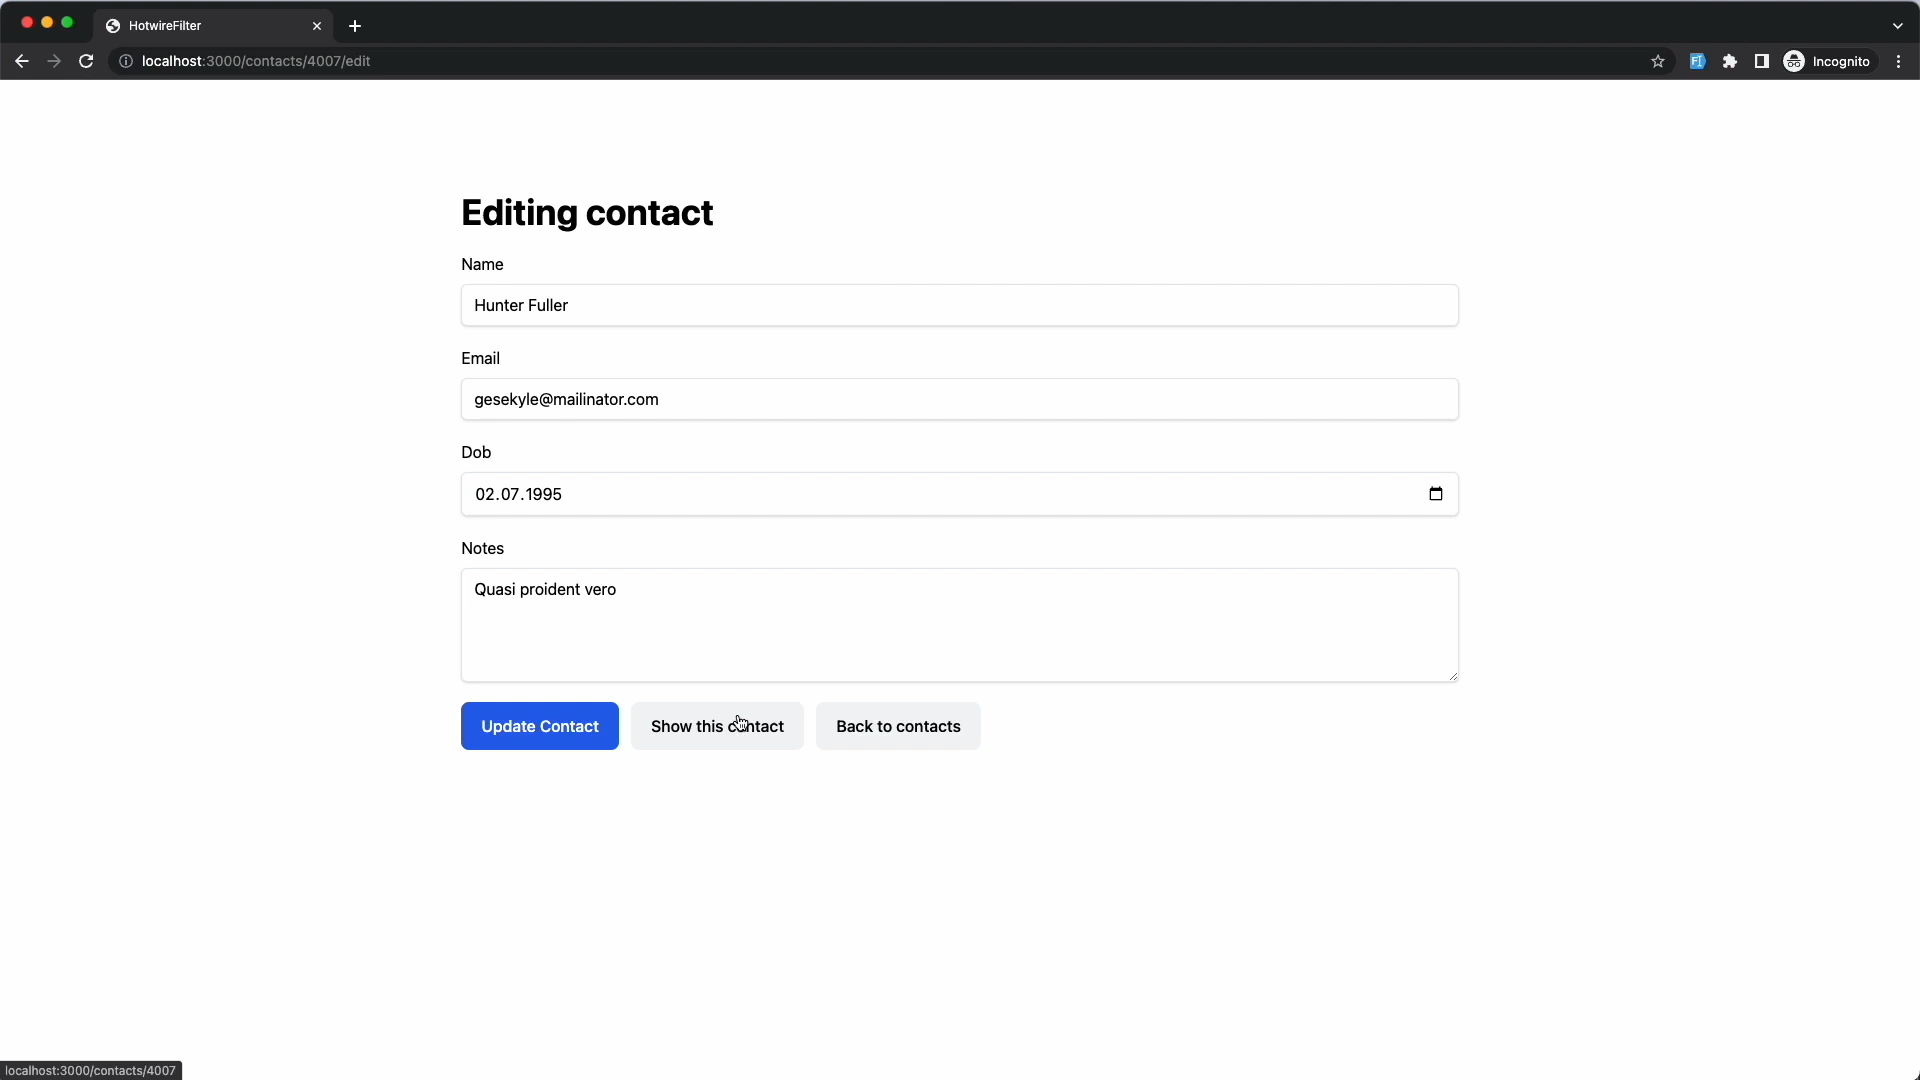 HotwireFilter
localhost:3000/contacts/4007/edit
Incognito
Editing contact
Name
Hunter Fuller
Email
gesekyle@mailinator.com
Dob
02.07.1995
Notes
Quasi proident vero
Update Contact
Show this contact
Back to contacts
localhost:3000/contacts/4007